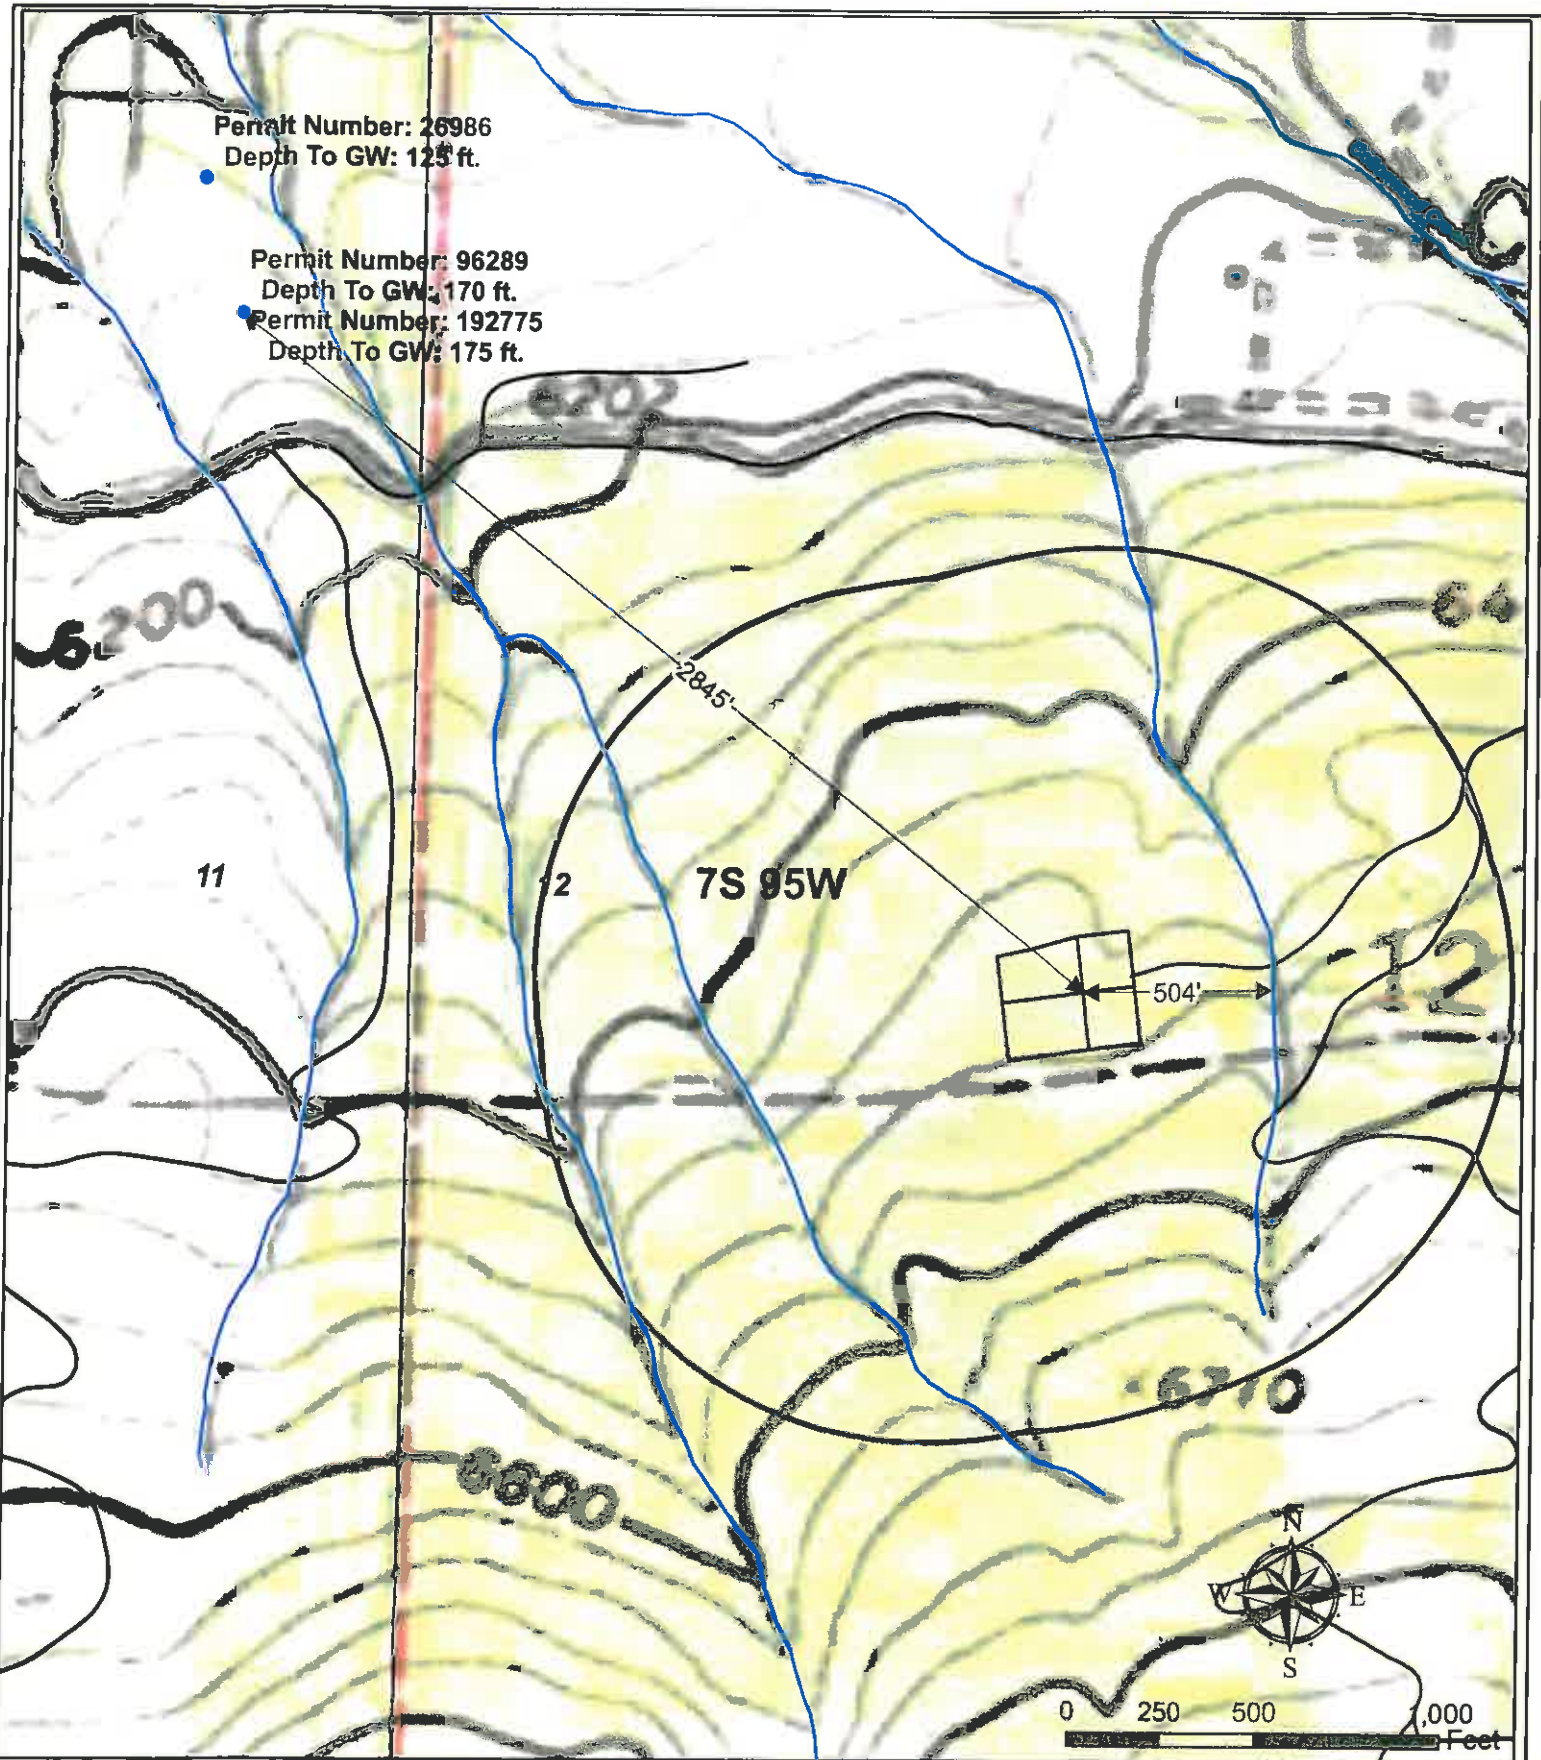 Permit Number: 26986
Depth To GW: 125 ft.
Permit Number: 96289
Depth To GW: 170 ft.
Permit Number: 192775
Depth To GW: 175 ft.
6202
6200
64
2845'
11
12
7S 95W
12
504'
6770
6600
N
W
E
S
0 250 500 1,000
Feet